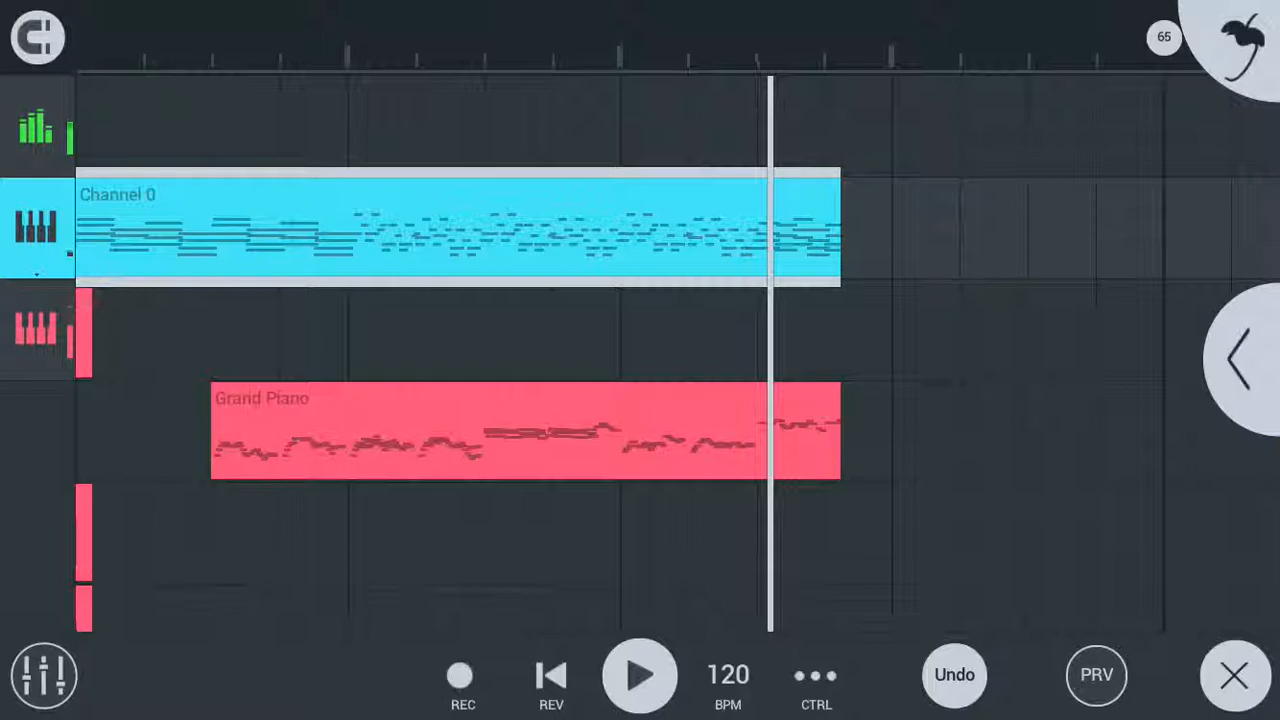 65
Channel 0
Grand Piano
120
Undo
PRV
REC
REV
BPM
CTRL